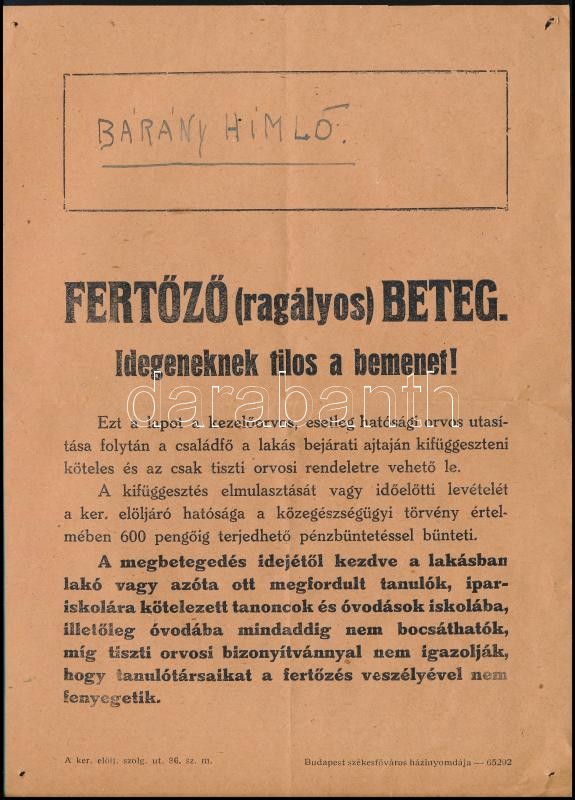 BÁRÁNY HIMLŐ.
FERTŐZŐ (ragályos) BETEG.
Idegeneknek tilos a bemenet!
darabanth
Ezt a lapot a kezelőorvos, esetleg hatósági orvos utasí-
tása folytán a családfő a lakás bejárati ajtaján kifüggeszteni
köteles és az csak tiszti orvosi rendeletre vehető le.
A kifüggesztés elmulasztását vagy időelőtti levételét
a ker. elöljáró hatósága a közegészségügyi törvény értel-
mében 600 pengőig terjedhető pénzbüntetéssel bünteti.
A megbetegedés idejétől kezdve a lakásban
lakó vagy azóta ott megfordult tanulók, ipar-
iskolára kötelezett tanoncok és óvodások iskolába,
illetőleg óvodába mindaddig nem bocsáthatók,
míg tiszti orvosi bizonyítvánnyal nem igazolják,
hogy tanulótársaikat a fertőzés veszélyével nem
fenyegetik.
A ker. elölj. szolg. ut. 86. sz. m.
Budapest székesfőváros házinyomdája — 65202